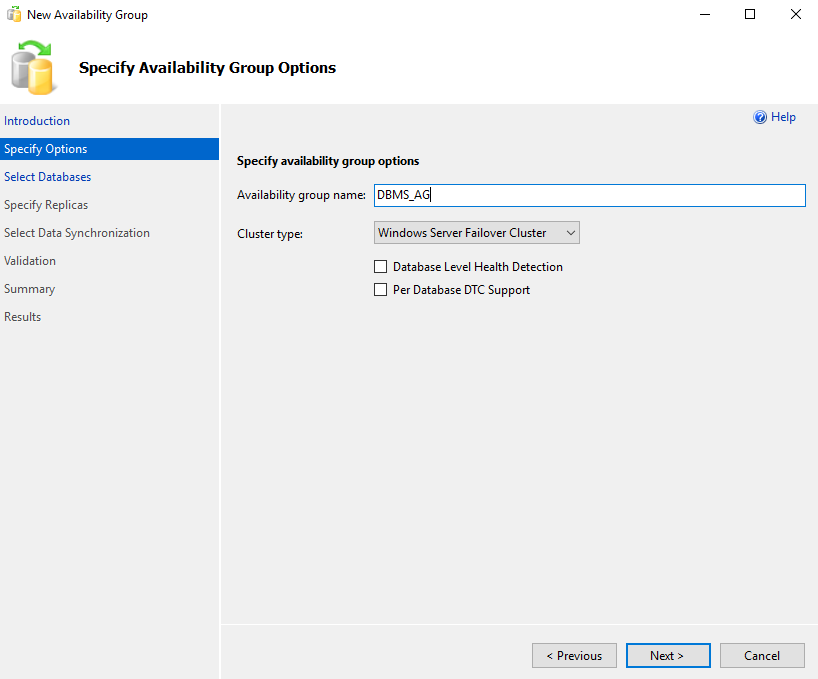 New Availability Group
Specify Availability Group Options
Introduction
Specify Options
Select Databases
Specify Replicas
Select Data Synchronization
Validation
Summary
Results
Help
Specify availability group options
Availability group name: DBMS_AG
Cluster type: Windows Server Failover Cluster
Database Level Health Detection
Per Database DTC Support
< Previous Next > Cancel